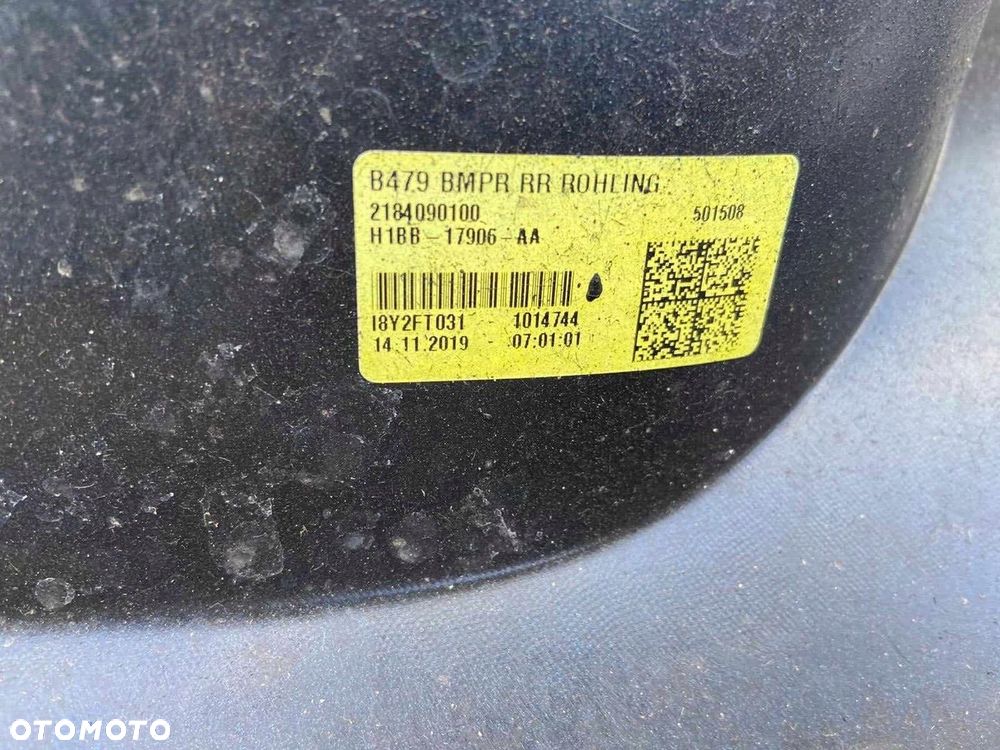 B479 BMPR RR ROHLING
2184090100
501508
H1BB-17906-AA
I8Y2FT031 1014744
14.11.2019 - 07:01:01
OTOMOTO